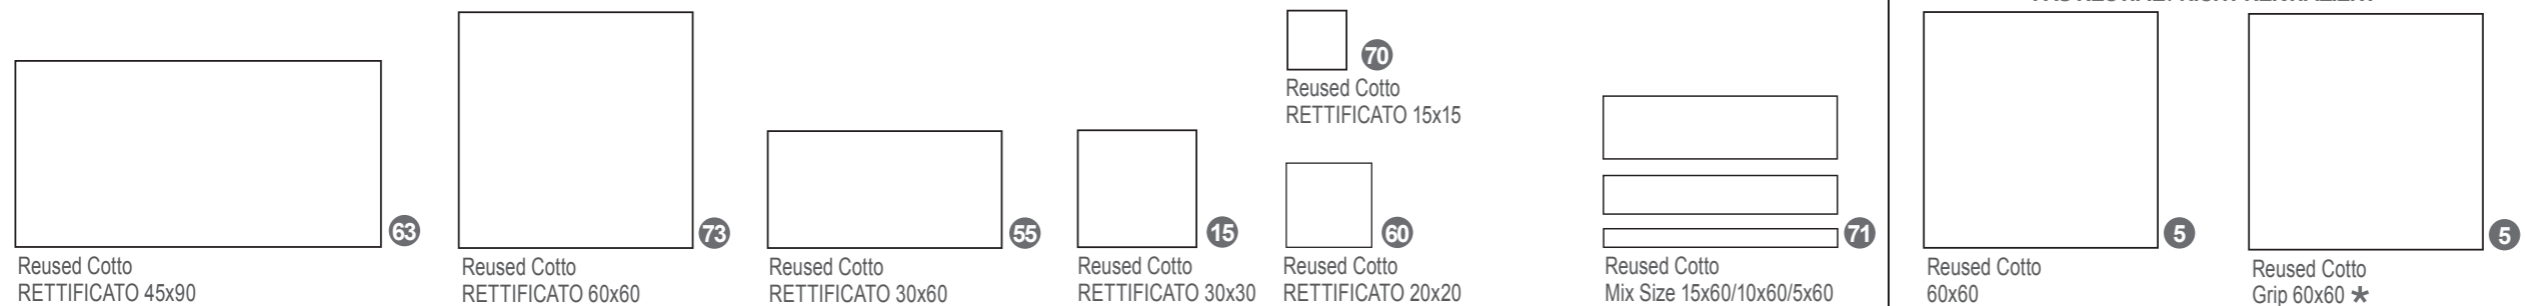 63
Reused Cotto
RETTIFICATO 45x90
73
Reused Cotto
RETTIFICATO 60x60
55
Reused Cotto
RETTIFICATO 30x60
15
Reused Cotto
RETTIFICATO 30x30
70
Reused Cotto
RETTIFICATO 15x15
60
Reused Cotto
RETTIFICATO 20x20
71
Reused Cotto
Mix Size 15x60/10x60/5x60
5
Reused Cotto
60x60
5
Reused Cotto
Grip 60x60 *